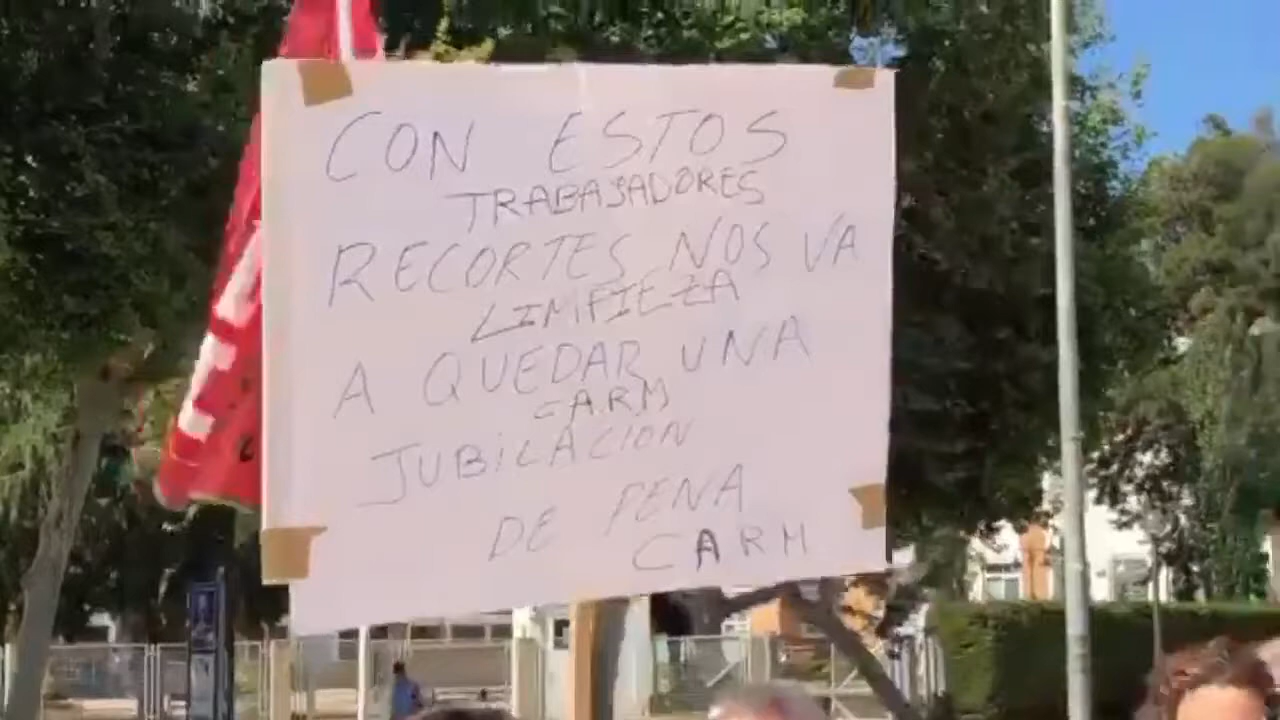 CON ESTOS
TRABAJADORES
RECORTES NOS VA
LIMPIEZA
A QUEDAR UNA
CARM
JUBILACION
DE PENA
CARM